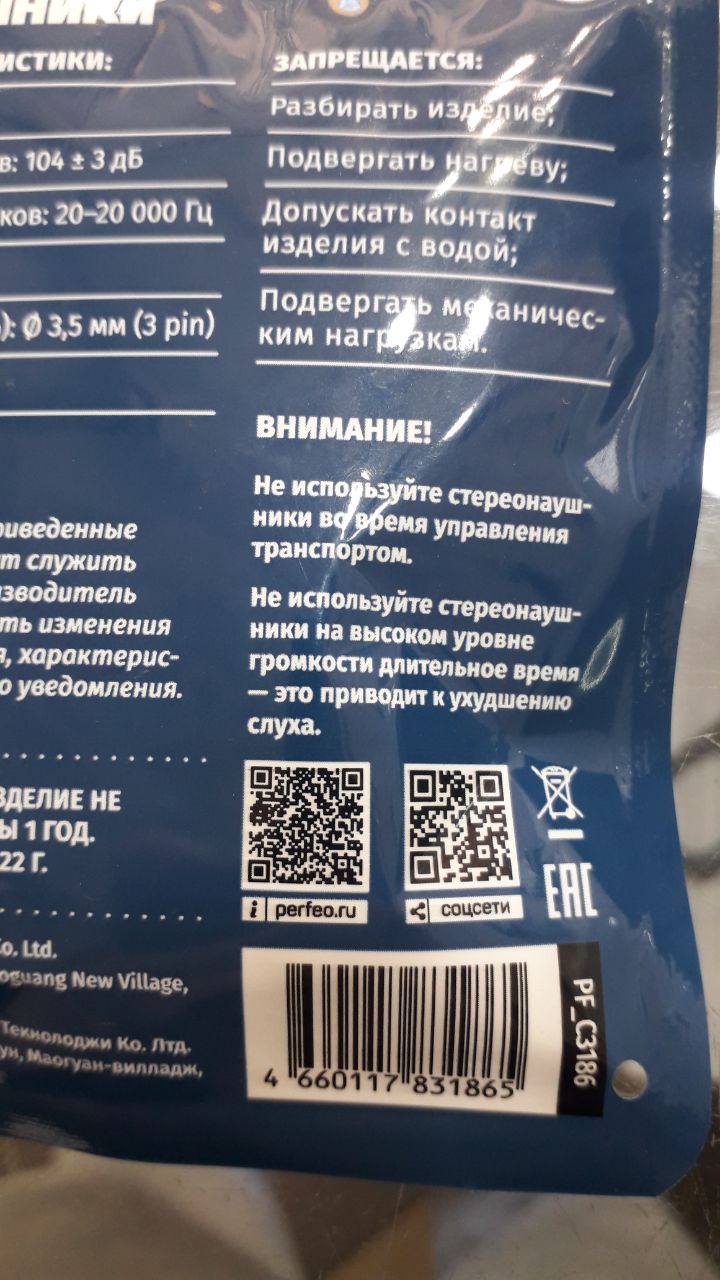 ники
истики:
в: 104 ± 3 дБ
ков: 20–20 000 Гц
): Ø 3,5 мм (3 pin)
риведенные
т служить
зводитель
ть изменения
я, характерис-
о уведомления.
ЗДЕЛИЕ НЕ
Ы 1 ГОД.
22 Г.
Co. Ltd.
oguang New Village,
Текнолоджи Ко. Лтд.
ун, Маогуан-вилладж,
ЗАПРЕЩАЕТСЯ:
Разбирать изделие;
Подвергать нагреву;
Допускать контакт
изделия с водой;
Подвергать механичес-
ким нагрузкам.
ВНИМАНИЕ!
Не используйте стереонауш-
ники во время управления
транспортом.
Не используйте стереонауш-
ники на высоком уровне
громкости длительное время
— это приводит к ухудшению
слуха.
i perfeo.ru
соцсети
EAC
4 660117 831865
PF_C3186